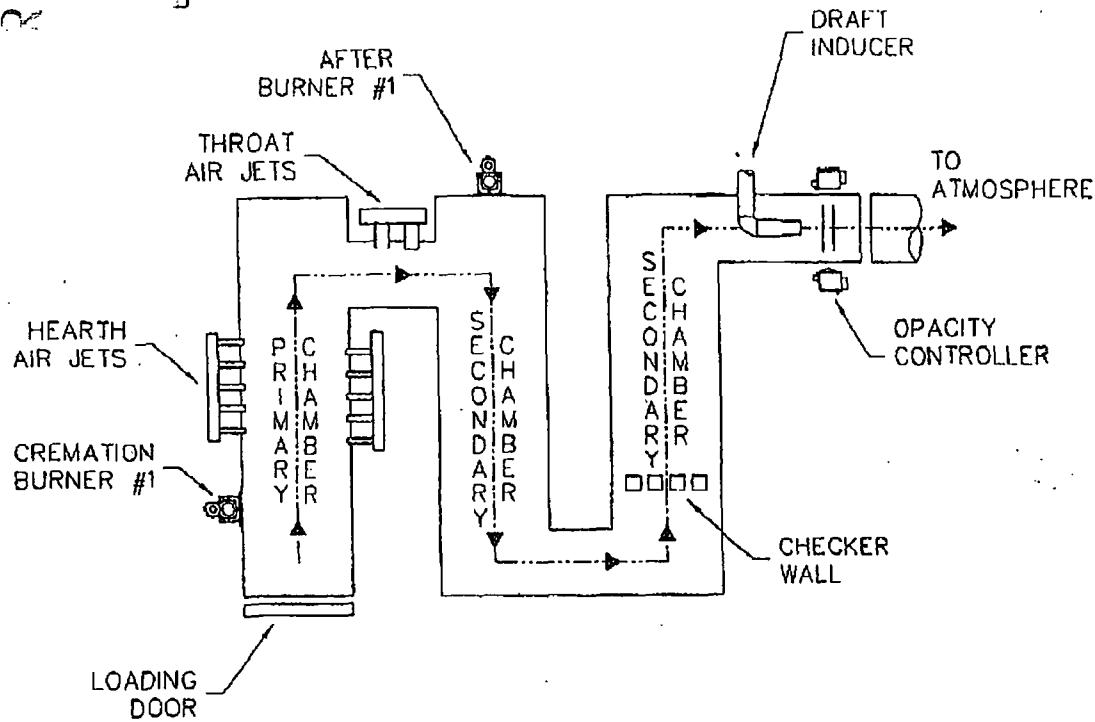 DRAFT
INDUCER
AFTER
BURNER #1
THROAT
AIR JETS
TO
ATMOSPHERE
HEARTH
AIR JETS
PRIMARY
CHAMBER
SECONDARY
CHAMBER
SECONDARY
CHAMBER
OPACITY
CONTROLLER
CREMATION
BURNER #1
CHECKER
WALL
LOADING
DOOR